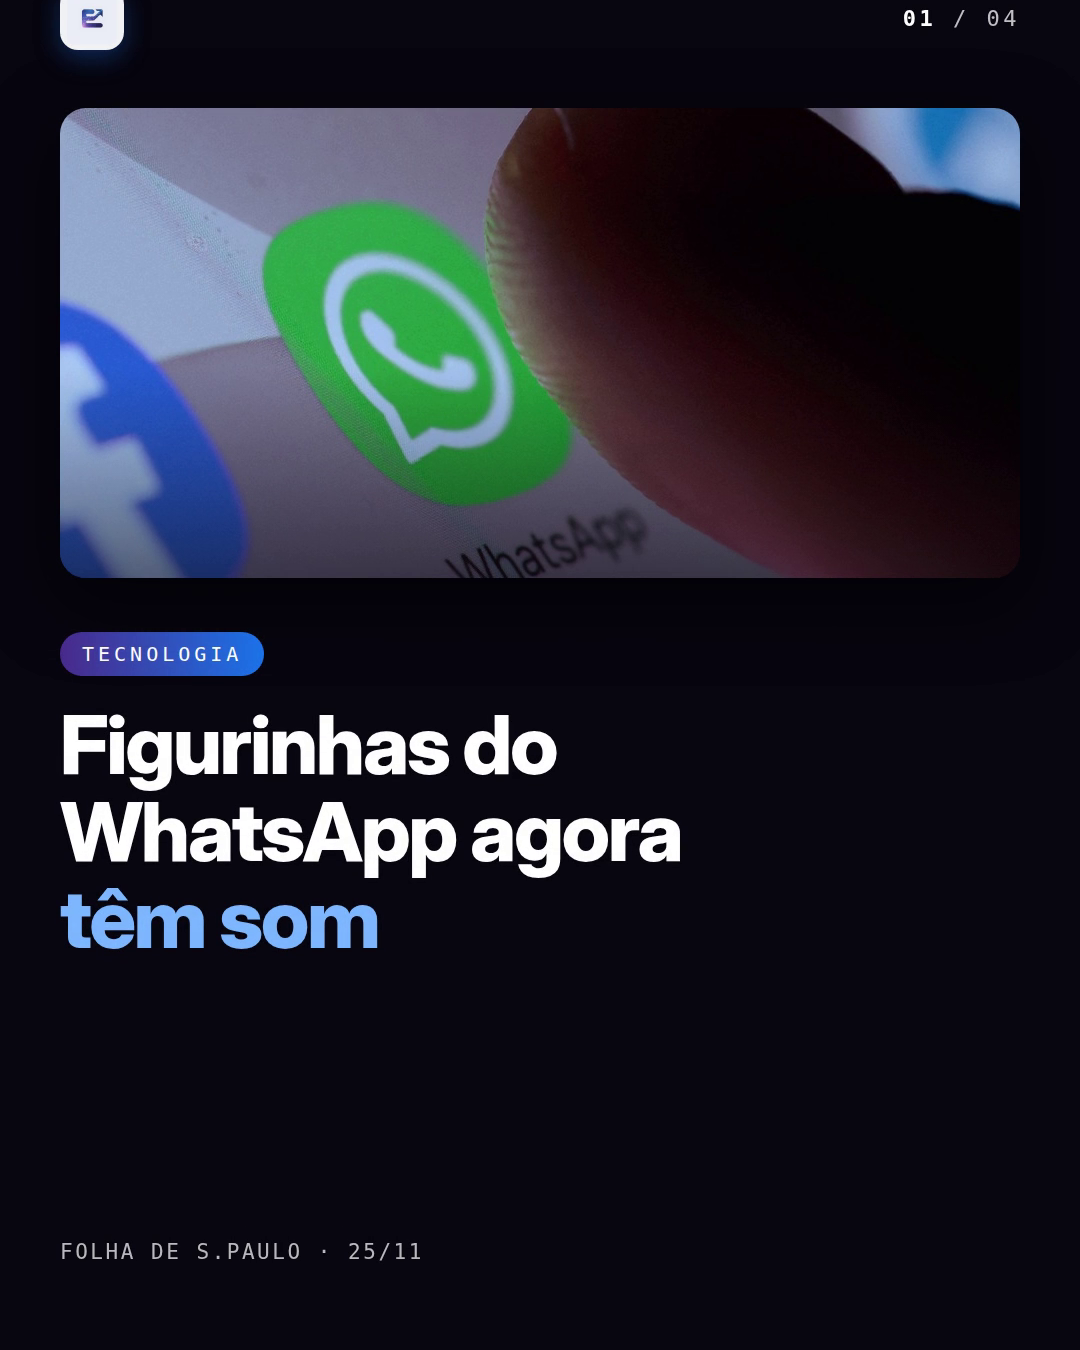 01 / 04
WhatsApp
TECNOLOGIA
Figurinhas do
WhatsApp agora
têm som
FOLHA DE S.PAULO · 25/11